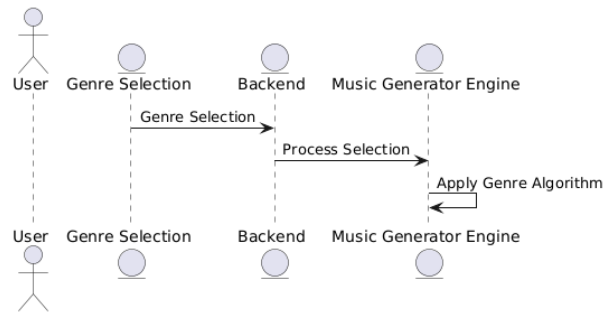 User Genre Selection Backend Music Generator Engine
Genre Selection
Process Selection
Apply Genre Algorithm
User Genre Selection Backend Music Generator Engine